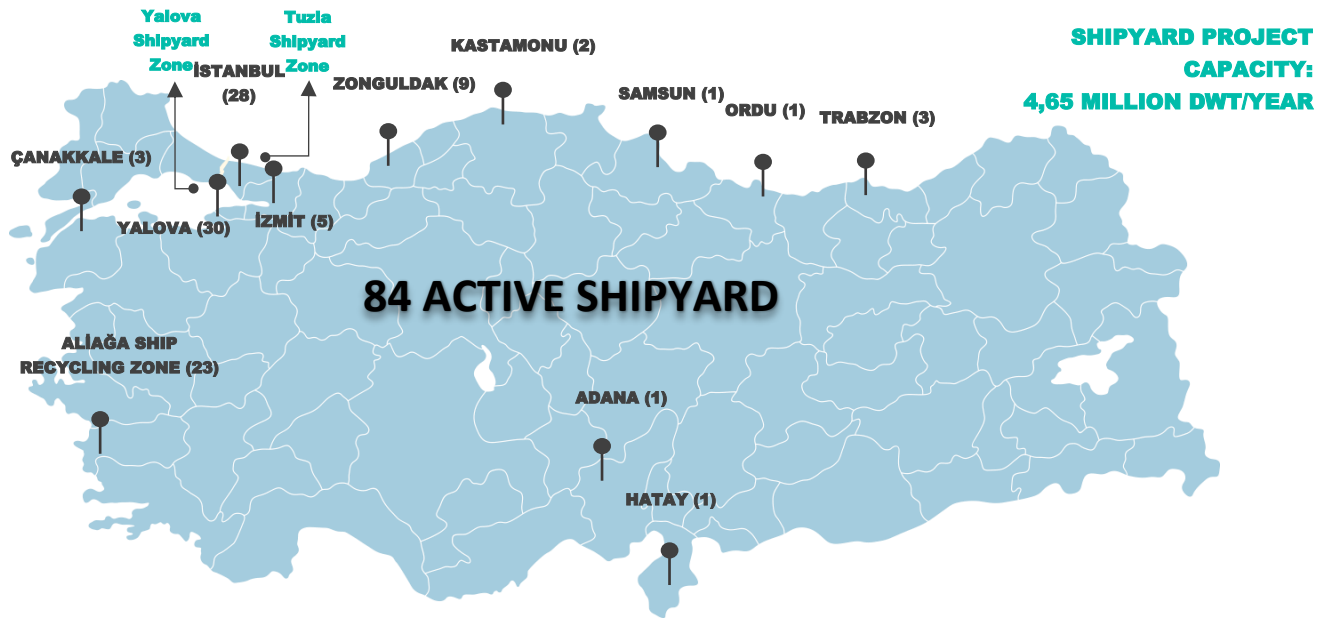 Yalova
Shipyard
Zone
Tuzla
Shipyard
Zone
KASTAMONU (2)
SHIPYARD PROJECT
CAPACITY:
4,65 MILLION DWT/YEAR
İSTANBUL
(28)
ZONGULDAK (9)
SAMSUN (1)
ORDU (1)
TRABZON (3)
ÇANAKKALE (3)
YALOVA (30)
İZMİT (5)
84 ACTIVE SHIPYARD
ALİAĞA SHIP
RECYCLING ZONE (23)
ADANA (1)
HATAY (1)